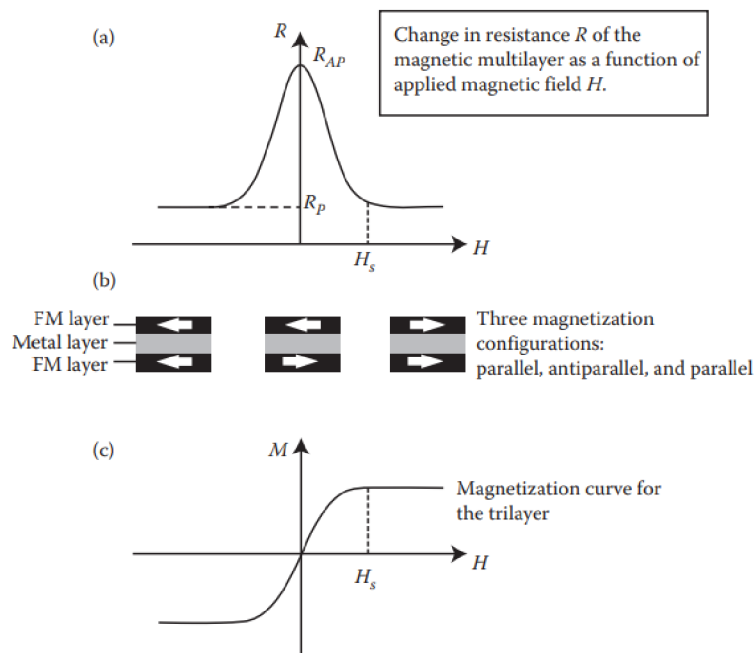 (a)
R
R_AP
Change in resistance R of the
magnetic multilayer as a function of
applied magnetic field H.
R_P
H_s
H
(b)
FM layer
Metal layer
FM layer
Three magnetization
configurations:
parallel, antiparallel, and parallel
(c)
M
Magnetization curve for
the trilayer
H_s
H